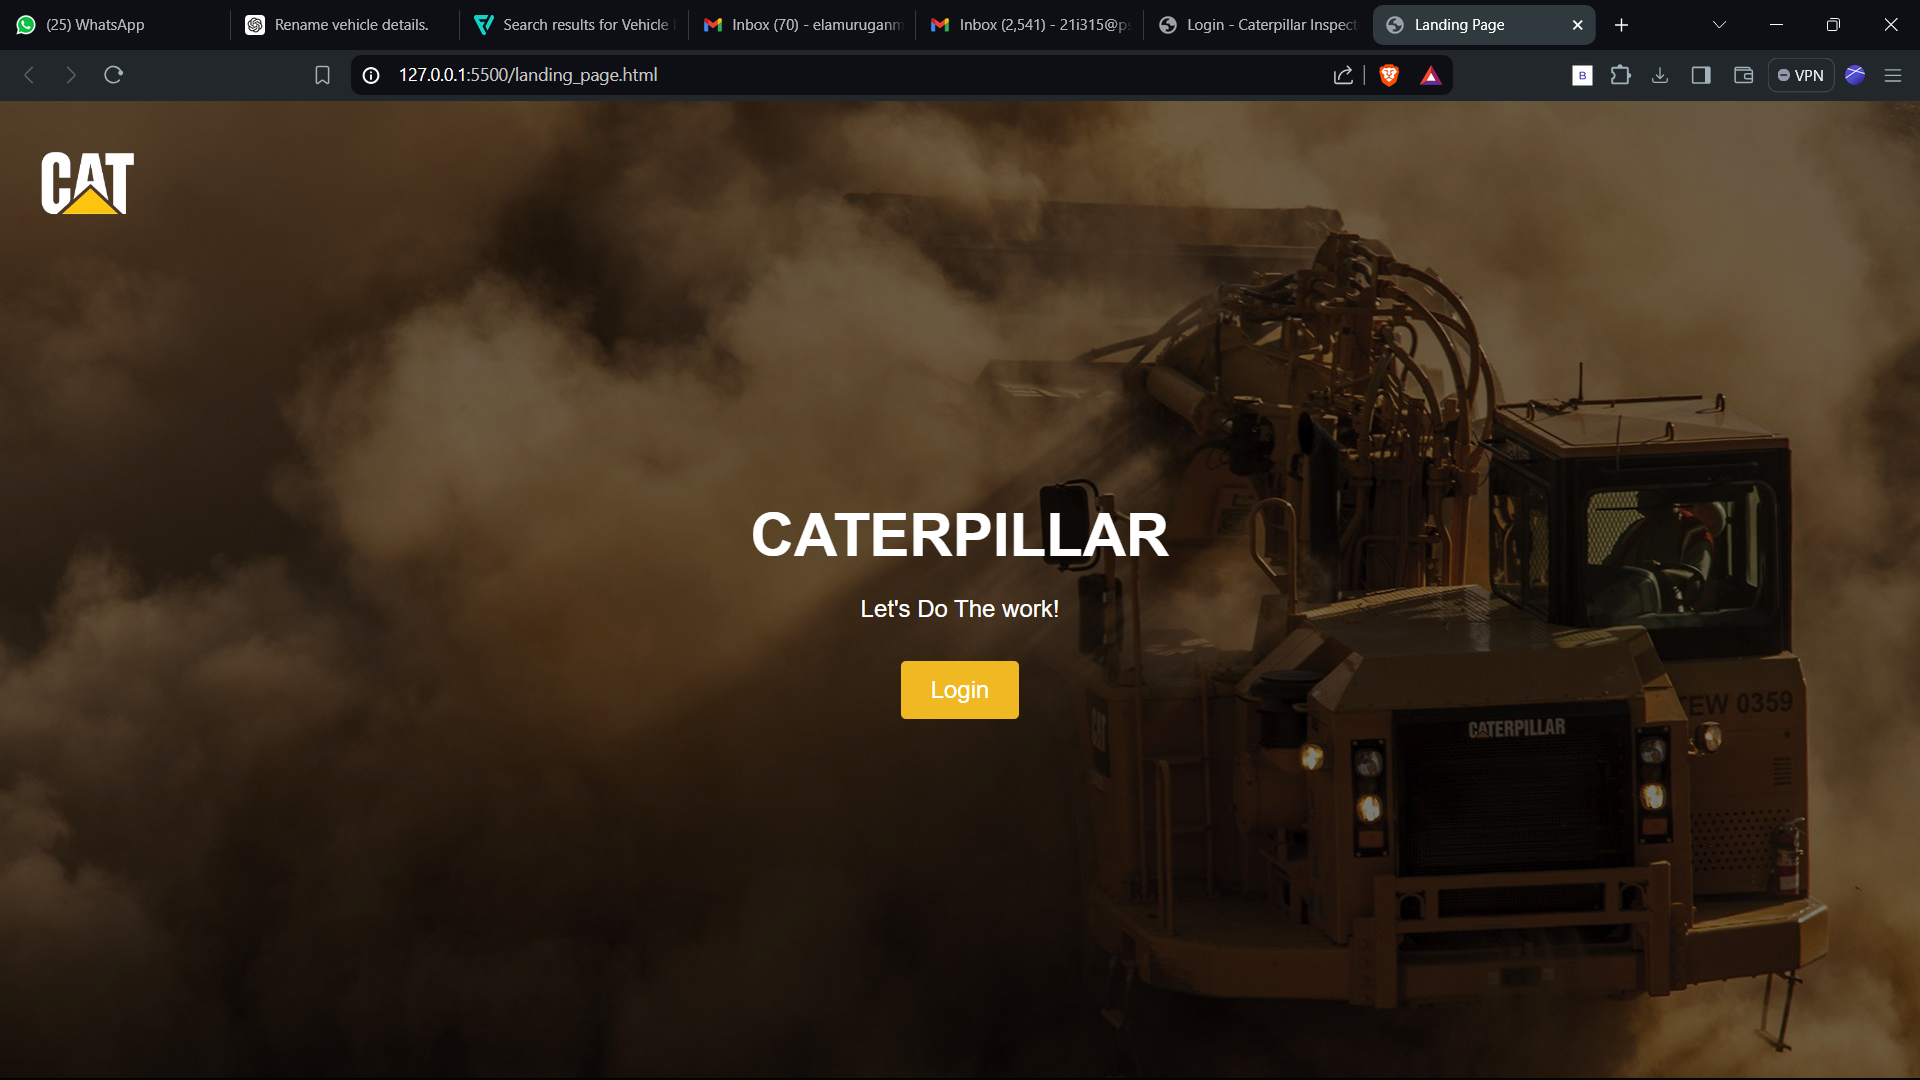 (25) WhatsApp
Rename vehicle details.
Search results for Vehicle
Inbox (70) - elamurugan
Inbox (2,541) - 21i315@p
Login - Caterpillar Inspect
Landing Page
127.0.0.1:5500/landing_page.html
B
VPN
CAT
CATERPILLAR
Let's Do The work!
Login
EW 0359
CAT
CATERPILLAR